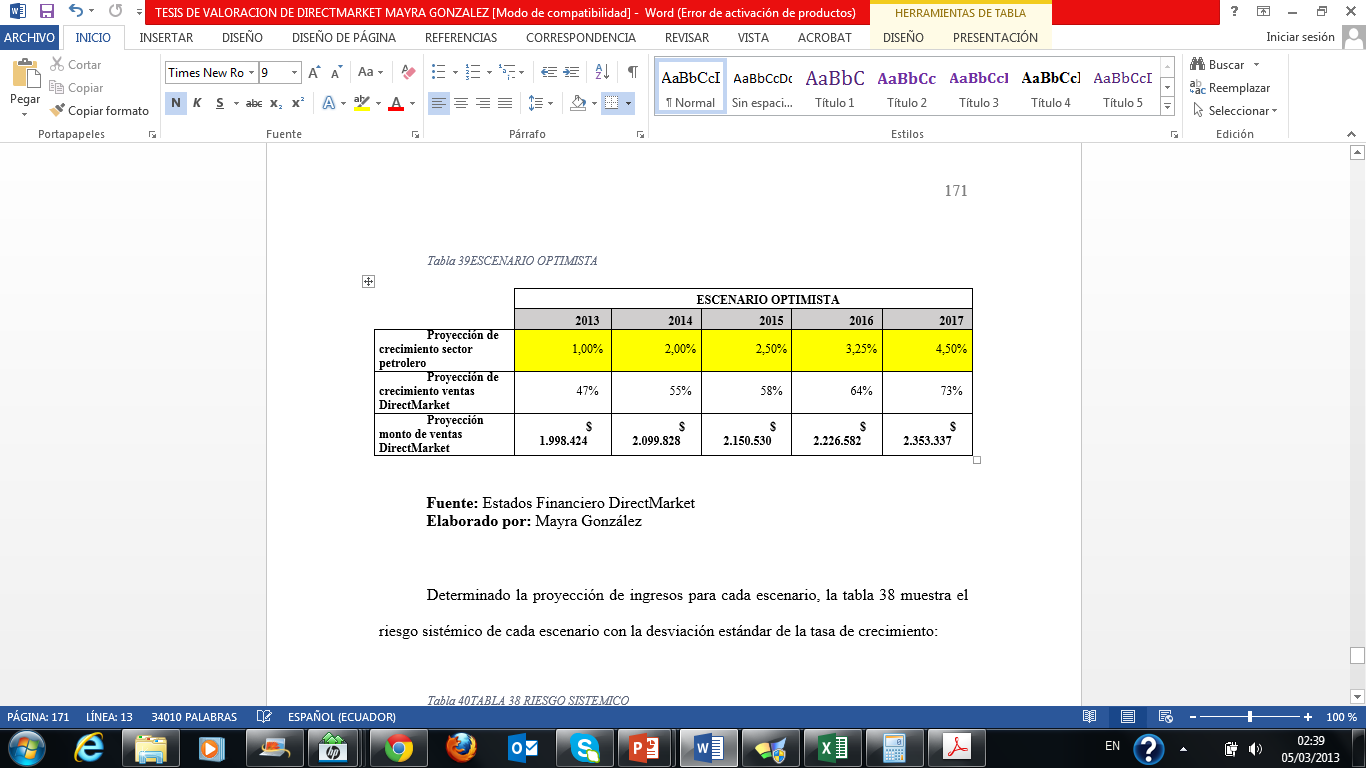 TESIS DE VALORACION DE DIRECTMARKET MAYRA GONZALEZ [Modo de compatibilidad] - Word (Error de activación de productos)
HERRAMIENTAS DE TABLA
ARCHIVO INICIO INSERTAR DISEÑO DISEÑO DE PÁGINA REFERENCIAS CORRESPONDENCIA REVISAR VISTA ACROBAT DISEÑO PRESENTACIÓN Iniciar sesión
Pegar
Cortar
Copiar
Copiar formato
Portapapeles
Times New Ro 9
N K S abc x₂ x²
Fuente
Párrafo
AaBbCcI AaBbCcDc AaBbC AaBbCc AaBbCcI AaBbCcI AaBbCcI
¶ Normal Sin espaci... Título 1 Título 2 Título 3 Título 4 Título 5
Estilos
Buscar
Reemplazar
Seleccionar
Edición
171
Tabla 39ESCENARIO OPTIMISTA
ESCENARIO OPTIMISTA
2013 2014 2015 2016 2017
Proyección de
crecimiento sector
petrolero
1,00% 2,00% 2,50% 3,25% 4,50%
Proyección de
crecimiento ventas
DirectMarket
47% 55% 58% 64% 73%
Proyección
monto de ventas
DirectMarket
$ $ $ $ $
1.998.424 2.099.828 2.150.530 2.226.582 2.353.337
Fuente: Estados Financiero DirectMarket
Elaborado por: Mayra González
Determinado la proyección de ingresos para cada escenario, la tabla 38 muestra el
riesgo sistémico de cada escenario con la desviación estándar de la tasa de crecimiento:
Tabla 40TABLA 38 RIESGO SISTEMICO
PÁGINA: 171 LÍNEA: 13 34010 PALABRAS ESPAÑOL (ECUADOR) 100 %
EN
02:39
05/03/2013